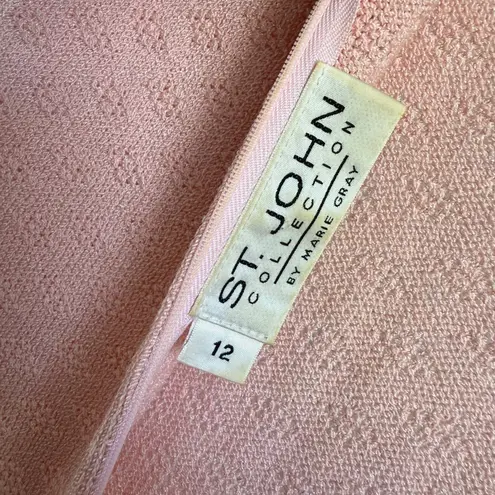 ST. JOHN
COLLECTION
BY MARIE GRAY
12